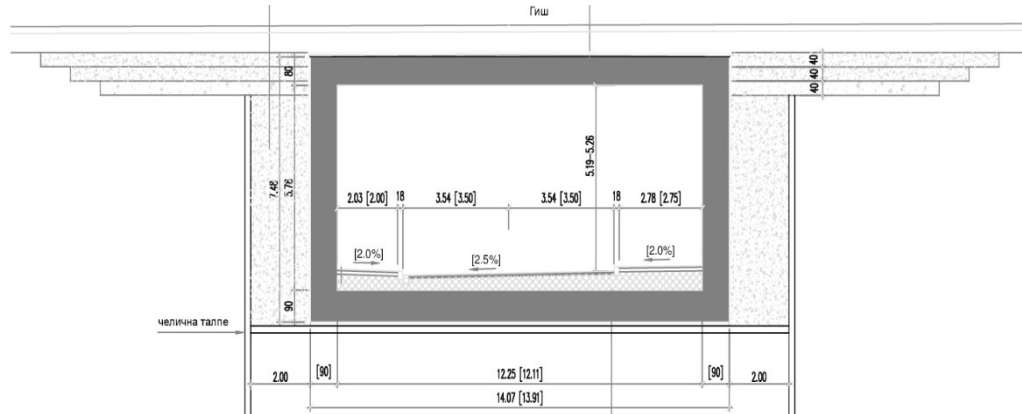 Гиш
80
40
40
40
5.19-5.26
7.48
5.78
2.03 [2.00] 18 3.54 [3.50] 3.54 [3.50] 18 2.78 [2.75]
[2.0%] [2.5%] [2.0%]
90
челична талпе
2.00 [90] 12.25 [12.11] [90] 2.00
14.07 [13.91]